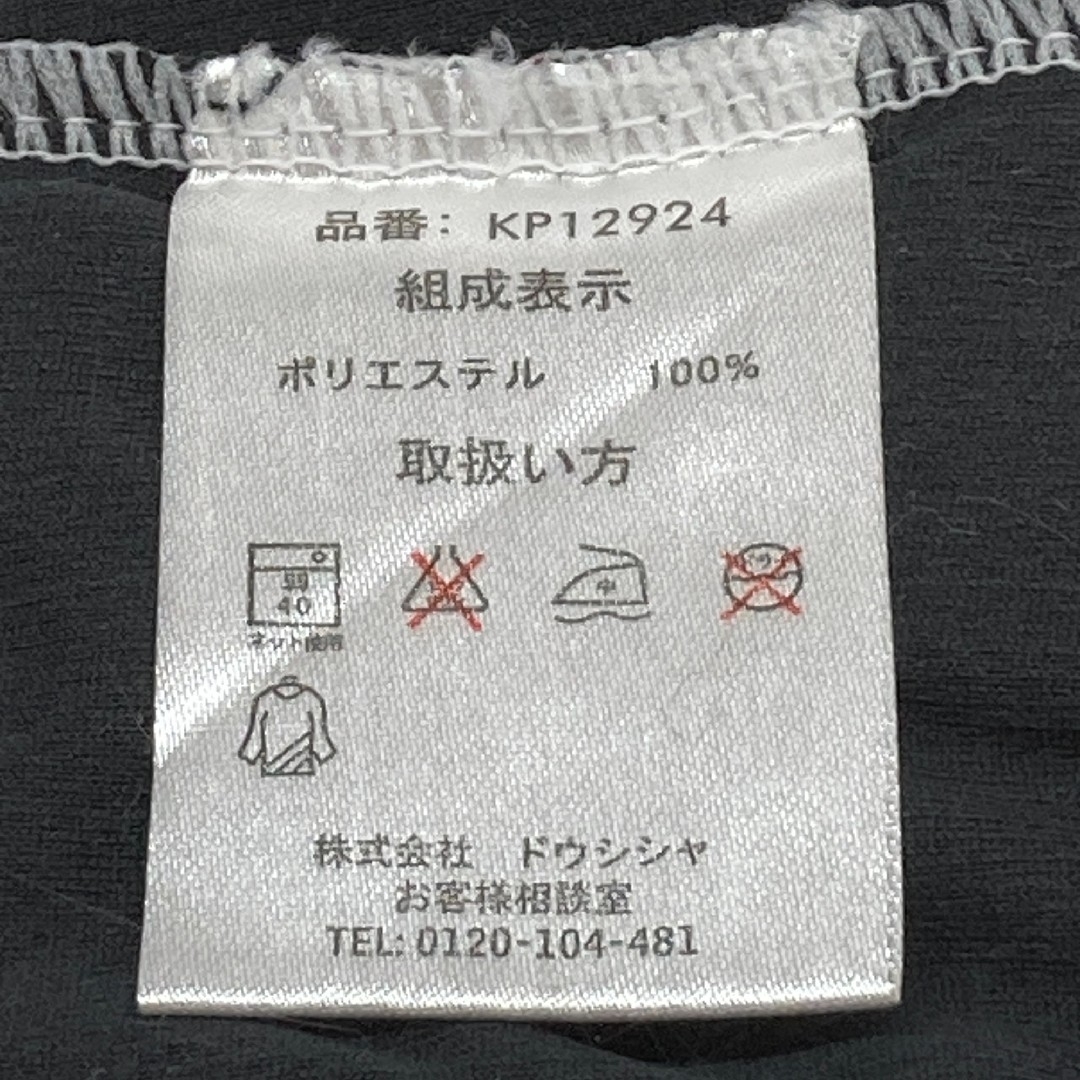 品番: KP12924
組成表示
ポリエステル 100%
取扱い方
弱
40
中
ネット使用
株式会社 ドウシシヤ
お客様相談室
TEL: 0120-104-481